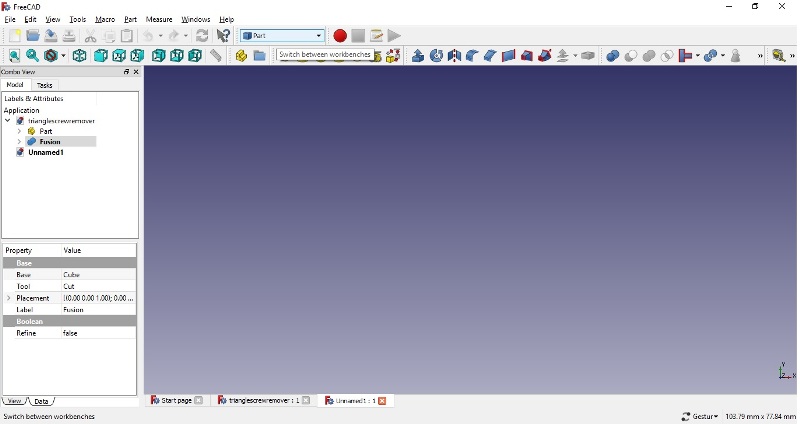 FreeCAD
File Edit View Tools Macro Part Measure Windows Help
Part
Switch between workbenches
Combo View
Model Tasks
Labels & Attributes
Application
trianglescrewremover
Part
Fusion
Unnamed1
Property Value
Base
Base Cube
Tool Cut
Placement [(0.00 0.00 1.00); 0.00 ...
Label Fusion
Boolean
Refine false
Y
Z X
View Data
Start page trianglescrewremover : 1 Unnamed1 : 1
Switch between workbenches
Gestur 103.79 mm x 77.84 mm